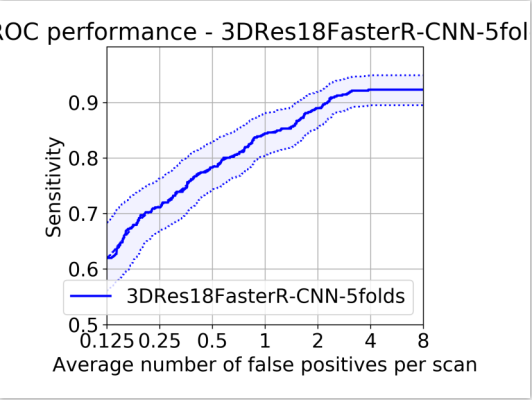 ROC performance - 3DRes18FasterR-CNN-5fol
Sensitivity
0.9
0.8
0.7
0.6
0.5
3DRes18FasterR-CNN-5folds
0.125 0.25 0.5 1 2 4 8
Average number of false positives per scan